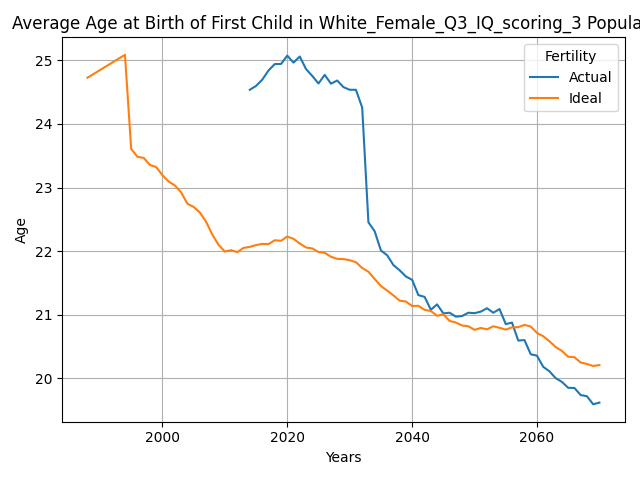 Average Age at Birth of First Child in White_Female_Q3_IQ_scoring_3 Popula
Fertility
Actual
Ideal
25
24
23
22
21
20
Age
2000 2020 2040 2060
Years